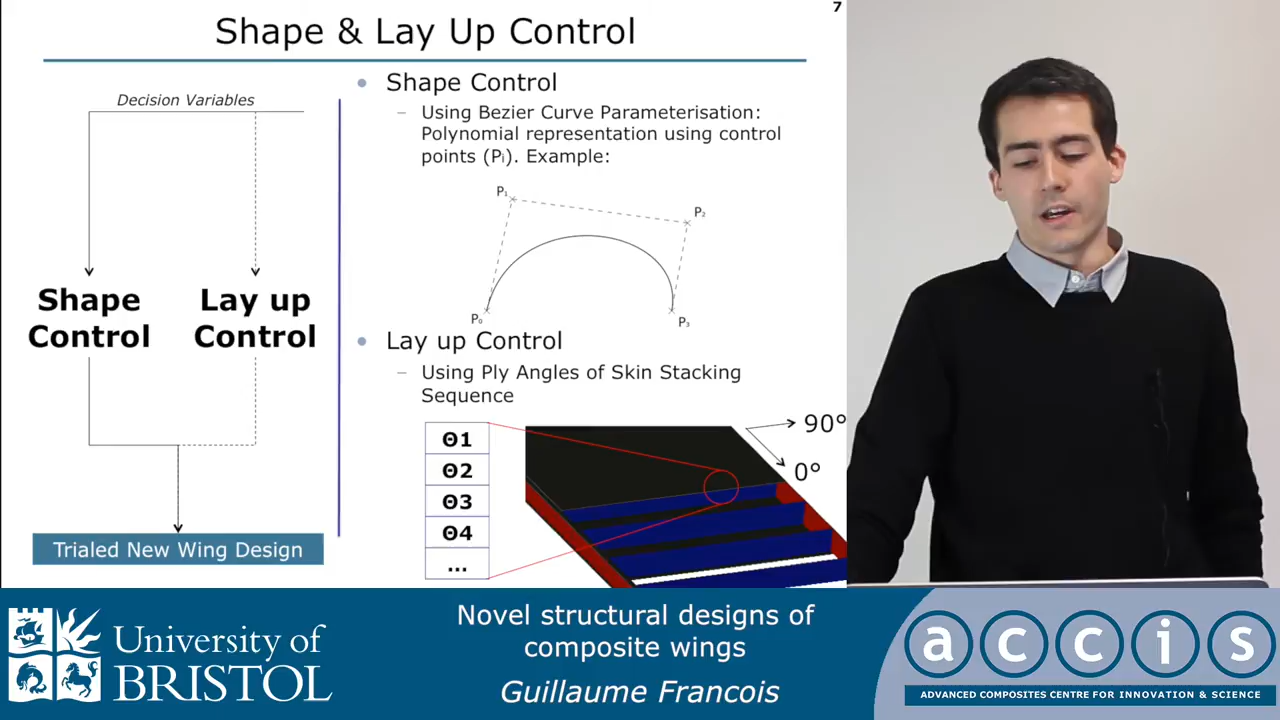 7
Shape & Lay Up Control
Decision Variables
Shape
Control
Lay up
Control
Trialed New Wing Design
• Shape Control
– Using Bezier Curve Parameterisation:
Polynomial representation using control
points (Pᵢ). Example:
P₁
P₂
P₀
P₃
• Lay up Control
– Using Ply Angles of Skin Stacking
Sequence
Θ1
Θ2
Θ3
Θ4
...
90°
0°
University of
BRISTOL
Novel structural designs of
composite wings
Guillaume Francois
accis
ADVANCED COMPOSITES CENTRE FOR INNOVATION & SCIENCE